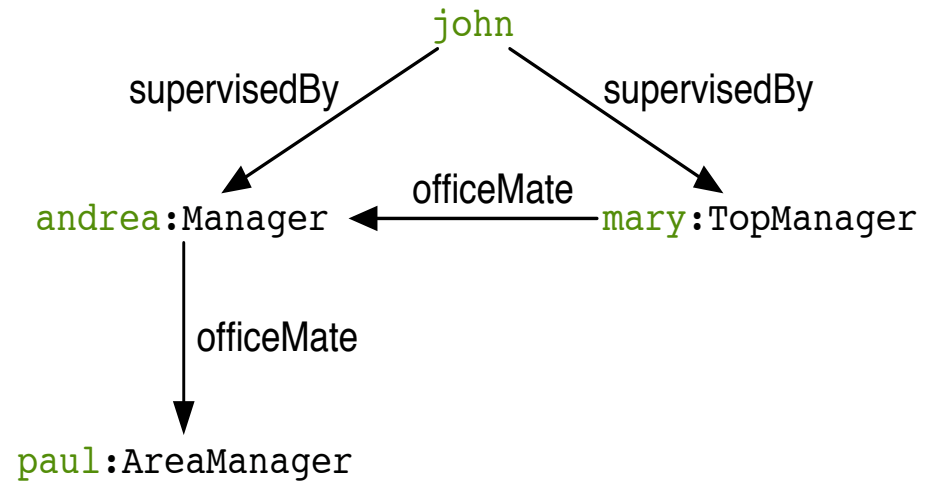 john
supervisedBy
supervisedBy
officeMate
andrea:Manager
mary:TopManager
officeMate
paul:AreaManager